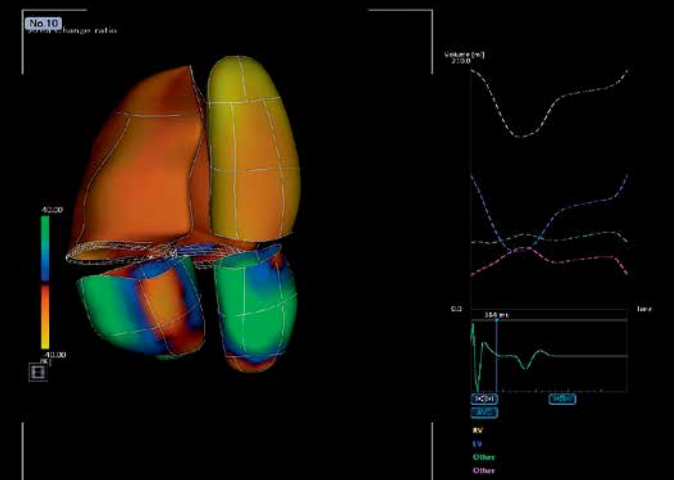 No.10
Area change ratio
Volume [ml]
210.0
40.00
-40.00
0.0
time
384 ms
RV
LV
Other
Other